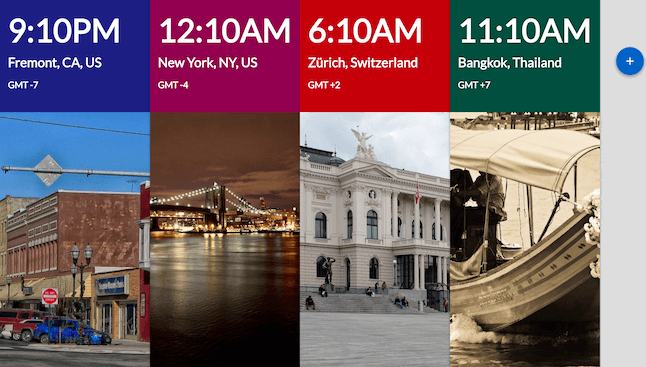 9:10PM
Fremont, CA, US
GMT -7
12:10AM
New York, NY, US
GMT -4
6:10AM
Zürich, Switzerland
GMT +2
11:10AM
Bangkok, Thailand
GMT +7
+